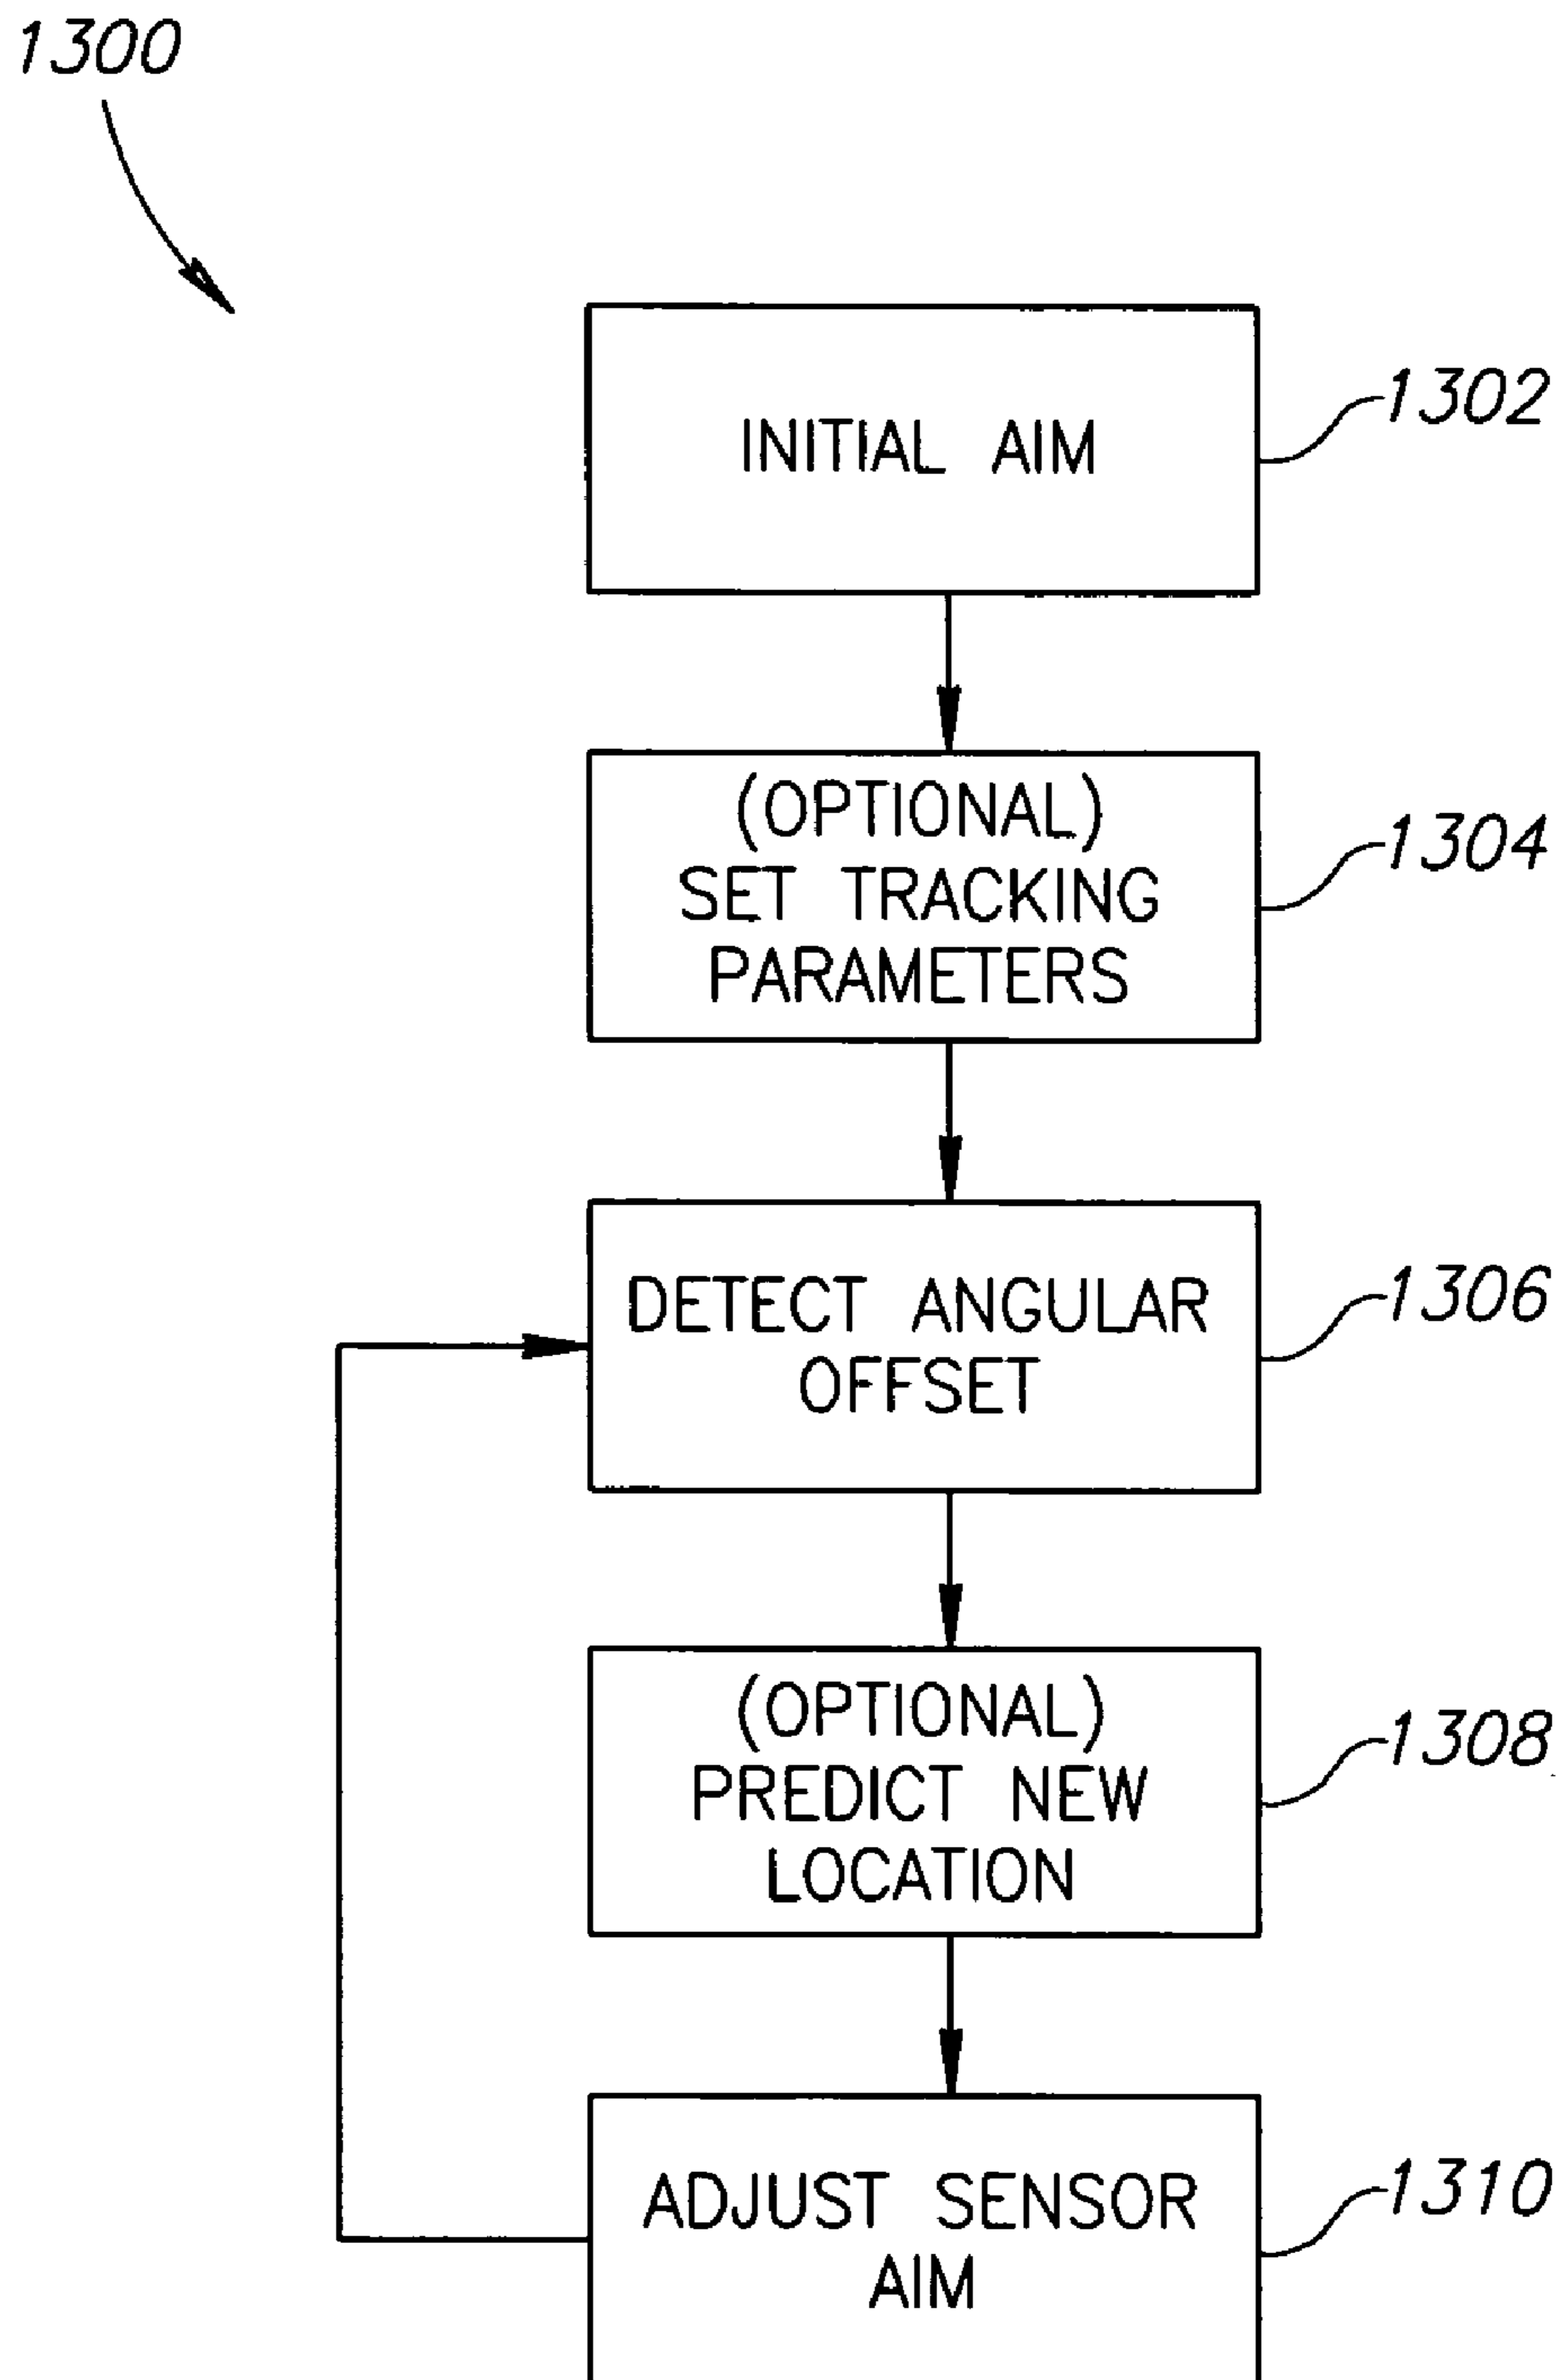 1300
INITIAL AIM
1302
(OPTIONAL)
SET TRACKING
PARAMETERS
1304
DETECT ANGULAR
OFFSET
1306
(OPTIONAL)
PREDICT NEW
LOCATION
1308
ADJUST SENSOR
AIM
1310